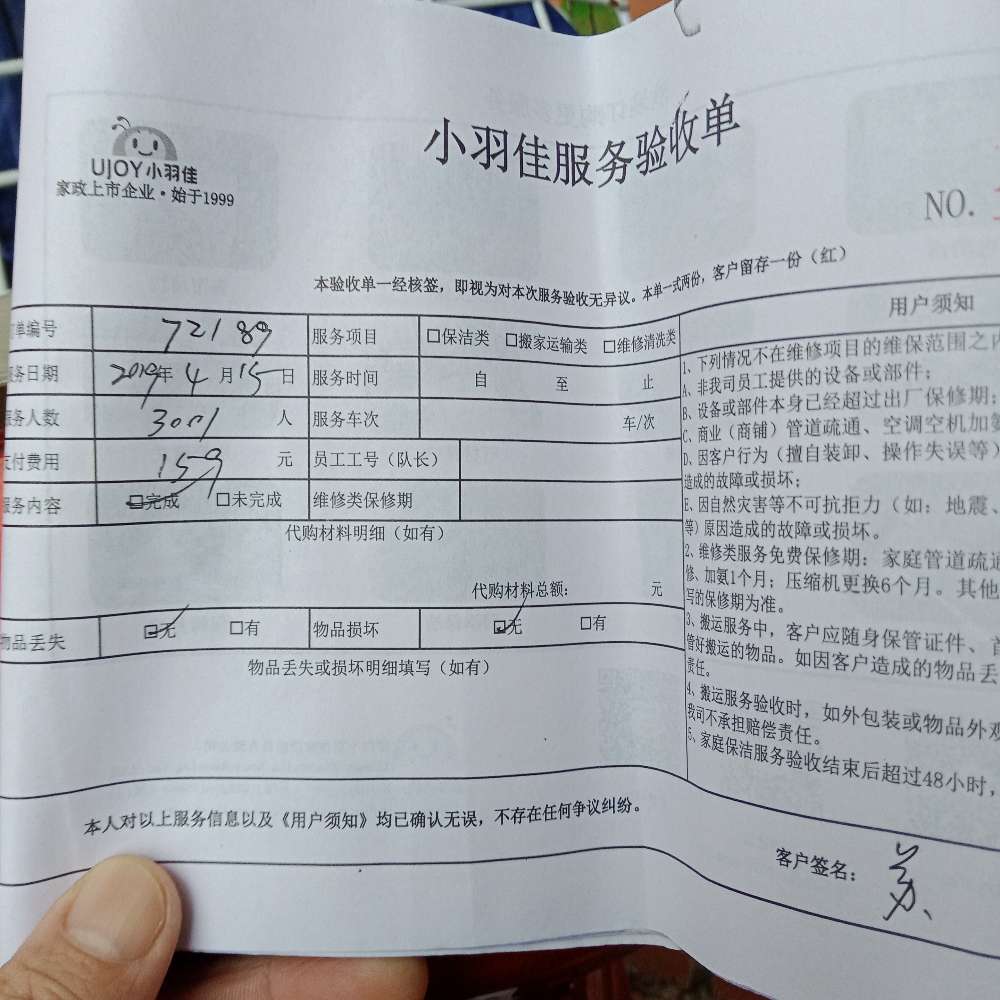 UJOY小羽佳
家政上市企业·始于1999
小羽佳服务验收单
NO.
本验收单一经核签，即视为对本次服务验收无异议。本单一式两份，客户留存一份（红）
单编号 72189 服务项目 □保洁类 □搬家运输类 □维修清洗类
务日期 2019年4月15日 服务时间 自 至 止
服务人数 3001 人 服务车次 车/次
支付费用 159 元 员工工号（队长）
服务内容 ☑完成 □未完成 维修类保修期
代购材料明细（如有）
代购材料总额： 元
物品丢失 ☑无 □有 物品损坏 ☑无 □有
物品丢失或损坏明细填写（如有）
用户须知
1、下列情况不在维修项目的维保范围之内
A、非我司员工提供的设备或部件；
B、设备或部件本身已经超过出厂保修期；
C、商业（商铺）管道疏通、空调空机加氨
D、因客户行为（擅自装卸、操作失误等）
造成的故障或损坏；
E、因自然灾害等不可抗拒力（如：地震、
等）原因造成的故障或损坏。
2、维修类服务免费保修期：家庭管道疏通
修、加氨1个月；压缩机更换6个月。其他
写的保修期为准。
3、搬运服务中，客户应随身保管证件、首
管好搬运的物品。如因客户造成的物品丢
责任。
4、搬运服务验收时，如外包装或物品外观
我司不承担赔偿责任。
5、家庭保洁服务验收结束后超过48小时，
本人对以上服务信息以及《用户须知》均已确认无误，不存在任何争议纠纷。
客户签名： 苏